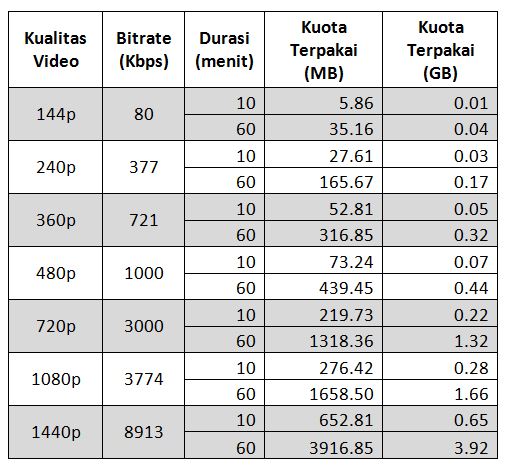 Kualitas Video Bitrate (Kbps) Durasi (menit) Kuota Terpakai (MB) Kuota Terpakai (GB)
144p 80 10 5.86 0.01
60 35.16 0.04
240p 377 10 27.61 0.03
60 165.67 0.17
360p 721 10 52.81 0.05
60 316.85 0.32
480p 1000 10 73.24 0.07
60 439.45 0.44
720p 3000 10 219.73 0.22
60 1318.36 1.32
1080p 3774 10 276.42 0.28
60 1658.50 1.66
1440p 8913 10 652.81 0.65
60 3916.85 3.92